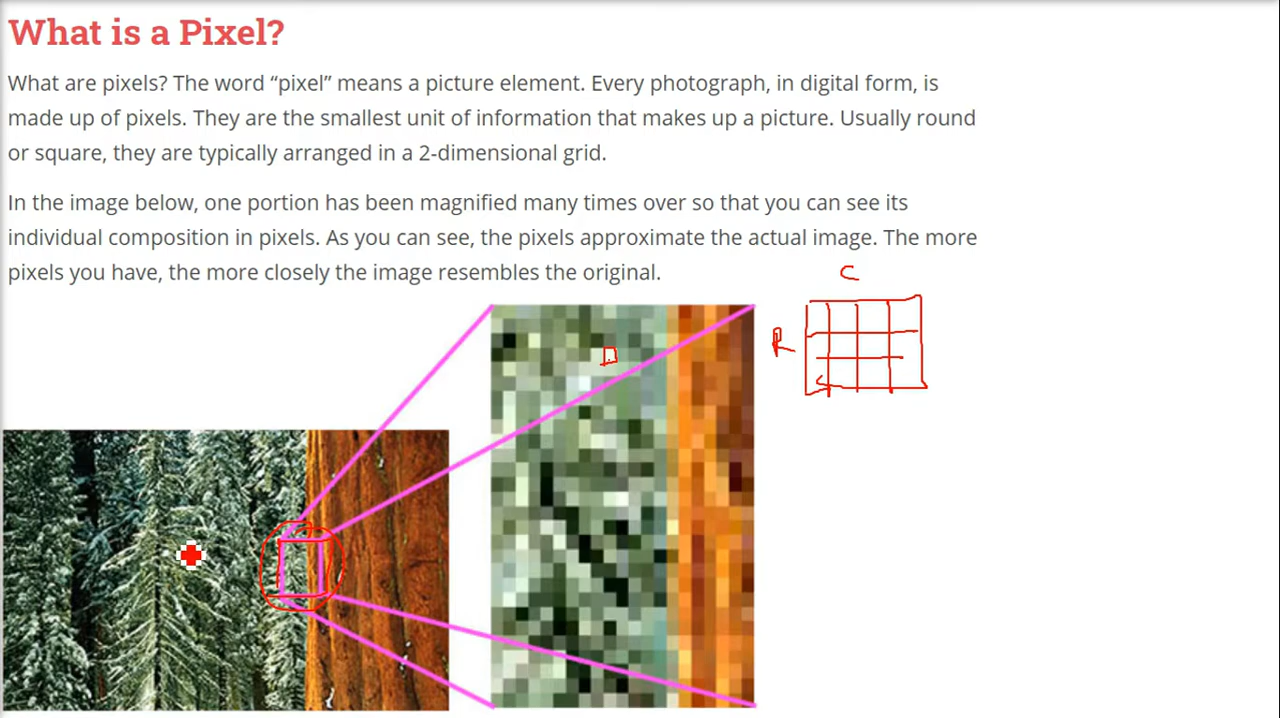 What is a Pixel?
What are pixels? The word “pixel” means a picture element. Every photograph, in digital form, is
made up of pixels. They are the smallest unit of information that makes up a picture. Usually round
or square, they are typically arranged in a 2-dimensional grid.
In the image below, one portion has been magnified many times over so that you can see its
individual composition in pixels. As you can see, the pixels approximate the actual image. The more
pixels you have, the more closely the image resembles the original.
C
R